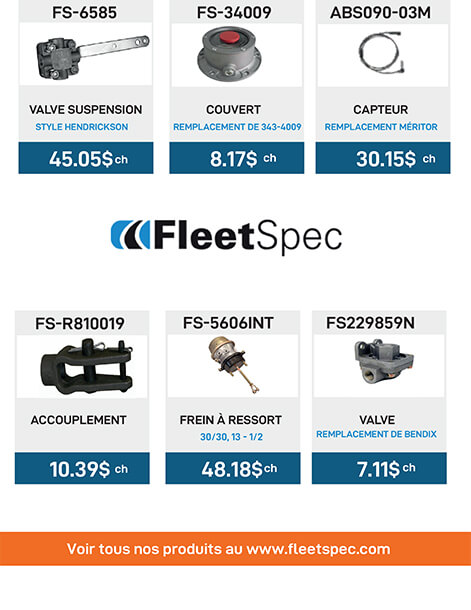 FS-6585
VALVE SUSPENSION
STYLE HENDRICKSON
45.05$ ch
FS-34009
COUVERT
REMPLACEMENT DE 343-4009
8.17$ ch
ABS090-03M
CAPTEUR
REMPLACEMENT MÉRITOR
30.15$ ch
FleetSpec
FS-R810019
ACCOUPLEMENT
10.39$ ch
FS-5606INT
FREIN À RESSORT
30/30, 13 - 1/2
48.18$ ch
FS229859N
VALVE
REMPLACEMENT DE BENDIX
7.11$ ch
Voir tous nos produits au www.fleetspec.com